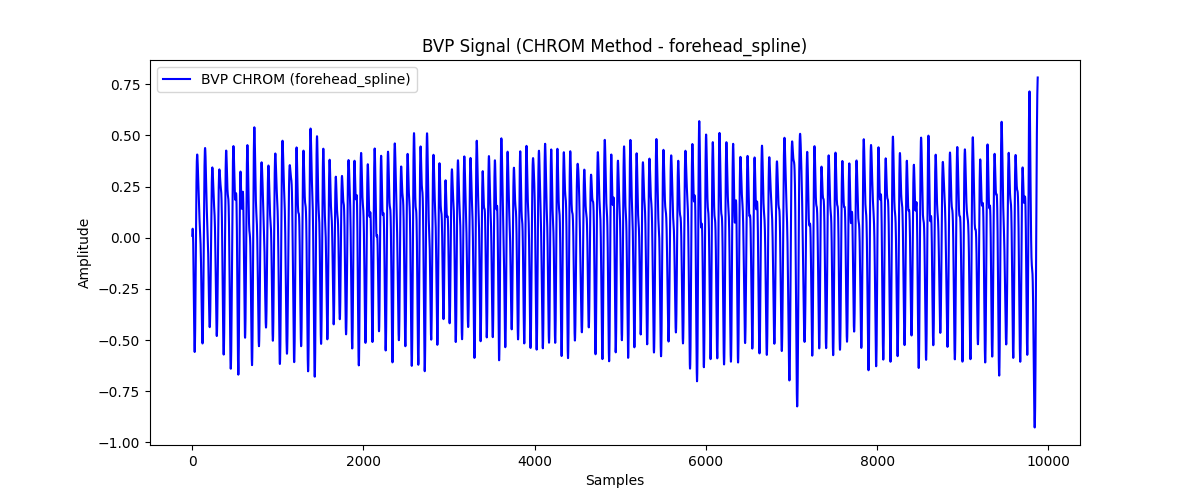 BVP Signal (CHROM Method - forehead_spline)
BVP CHROM (forehead_spline)
0.75
0.50
0.25
0.00
−0.25
−0.50
−0.75
−1.00
Amplitude
0 2000 4000 6000 8000 10000
Samples